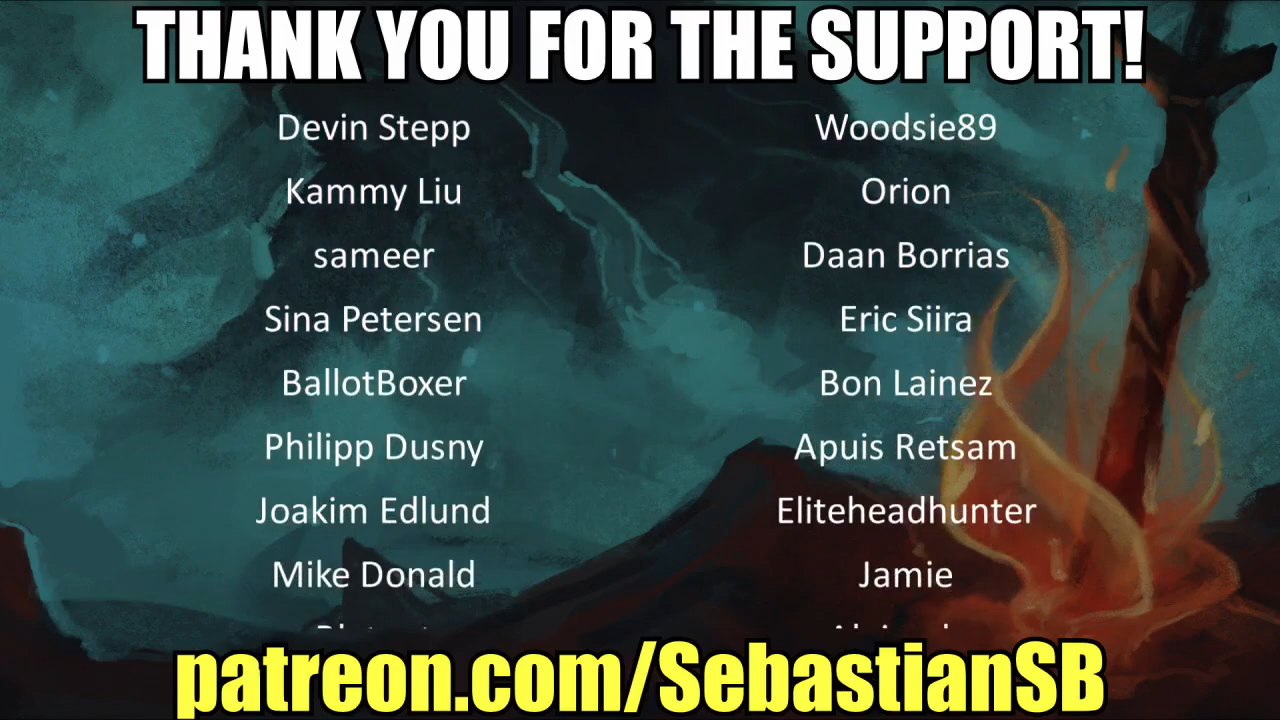 THANK YOU FOR THE SUPPORT!
Devin Stepp
Woodsie89
Kammy Liu
Orion
sameer
Daan Borrias
Sina Petersen
Eric Siira
BallotBoxer
Bon Lainez
Philipp Dusny
Apuis Retsam
Joakim Edlund
Eliteheadhunter
Mike Donald
Jamie
patreon.com/SebastianSB